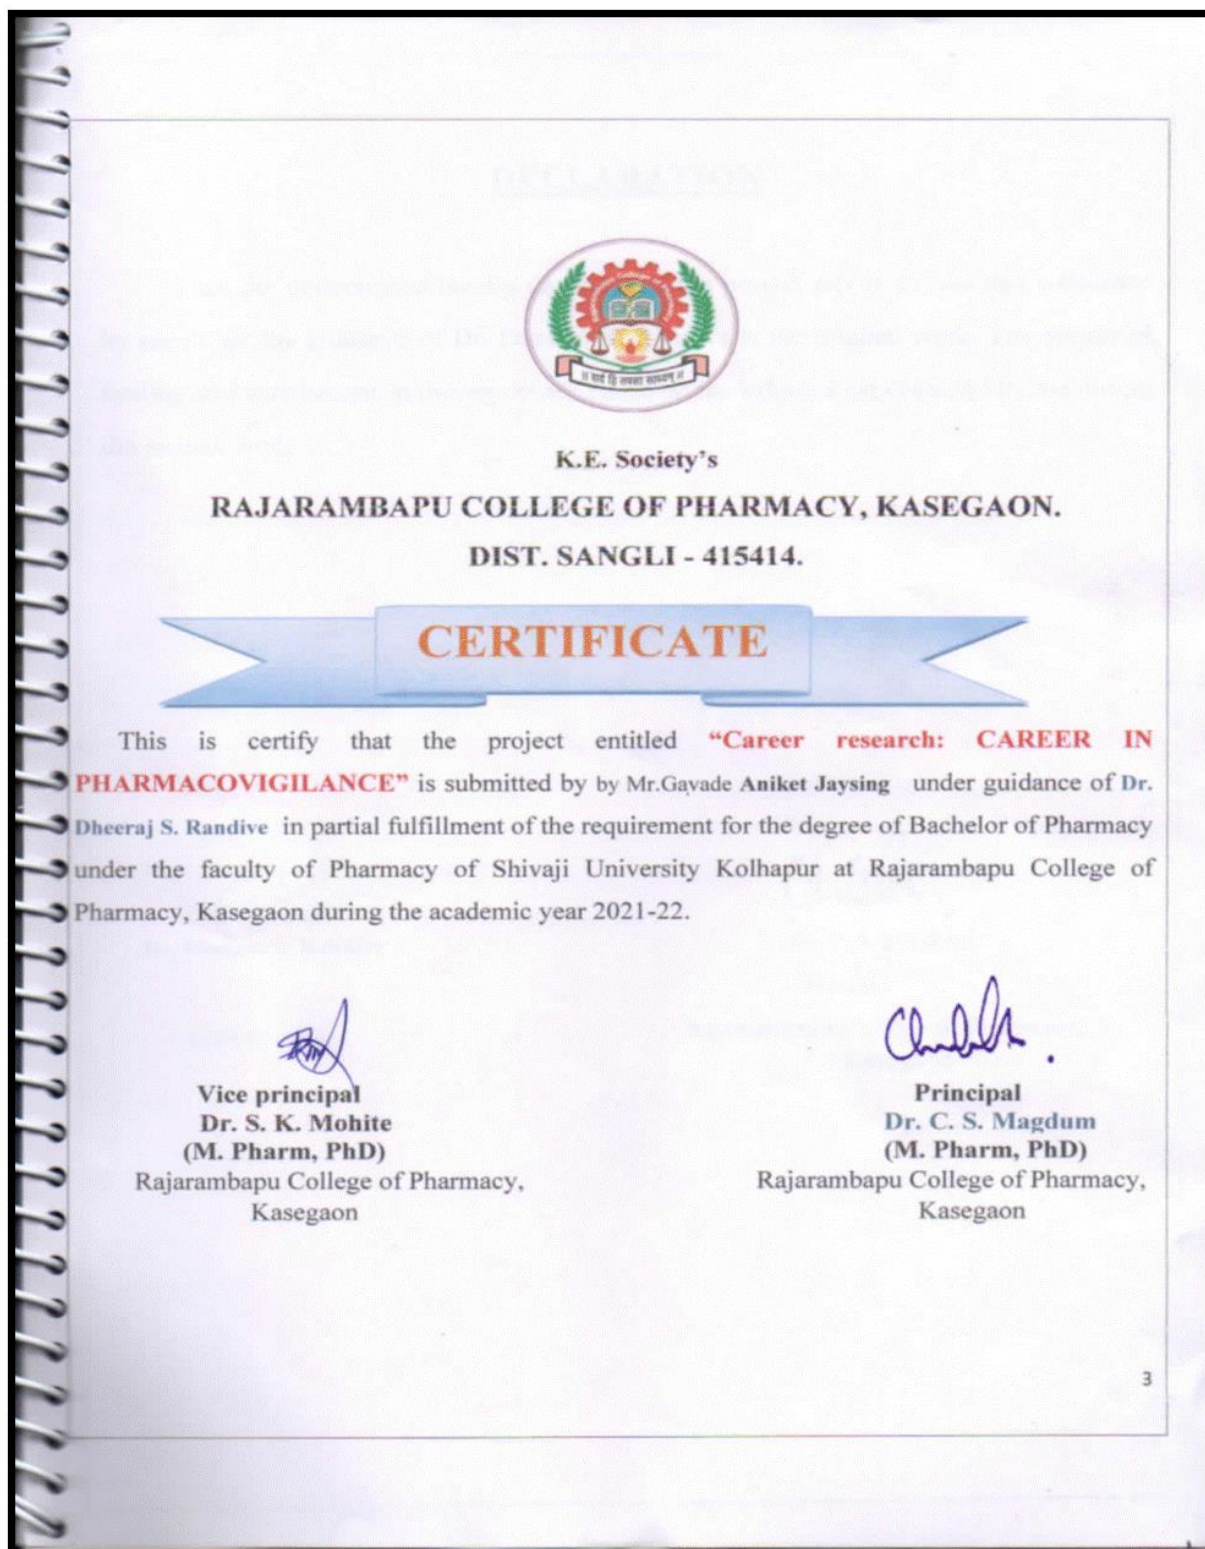 ॥ सर्वं हि तपसा साध्यम् ॥
K.E. Society's
RAJARAMBAPU COLLEGE OF PHARMACY, KASEGAON.
DIST. SANGLI - 415414.
CERTIFICATE
This is certify that the project entitled “Career research: CAREER IN
PHARMACOVIGILANCE” is submitted by by Mr.Gavade Aniket Jaysing under guidance of Dr.
Dheeraj S. Randive in partial fulfillment of the requirement for the degree of Bachelor of Pharmacy
under the faculty of Pharmacy of Shivaji University Kolhapur at Rajarambapu College of
Pharmacy, Kasegaon during the academic year 2021-22.
Vice principal
Dr. S. K. Mohite
(M. Pharm, PhD)
Rajarambapu College of Pharmacy,
Kasegaon
Principal
Dr. C. S. Magdum
(M. Pharm, PhD)
Rajarambapu College of Pharmacy,
Kasegaon
3